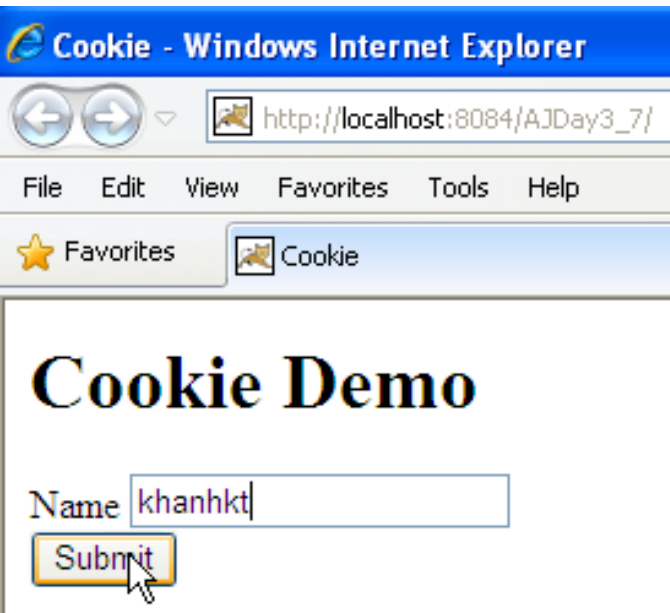 Cookie - Windows Internet Explorer
http://localhost:8084/AJDay3_7/
File Edit View Favorites Tools Help
Favorites Cookie
Cookie Demo
Name khanhkt
Submit